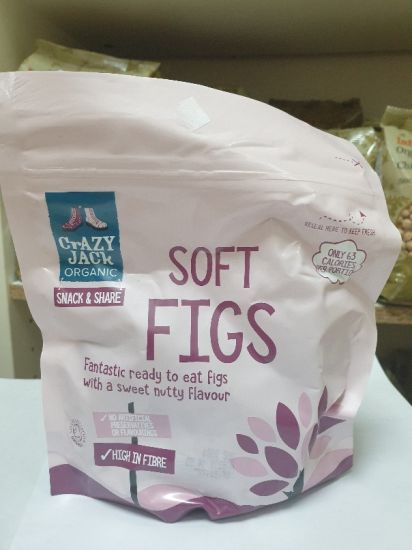 CRAZY
JACK
ORGANIC
SNACK & SHARE
RESEAL HERE TO KEEP FRESH
ONLY 63
CALORIES
PER PORTION
SOFT
FIGS
Fantastic ready to eat figs
with a sweet nutty flavour
✓ NO ARTIFICIAL
PRESERVATIVES
OR FLAVOURINGS
✓ HIGH IN FIBRE